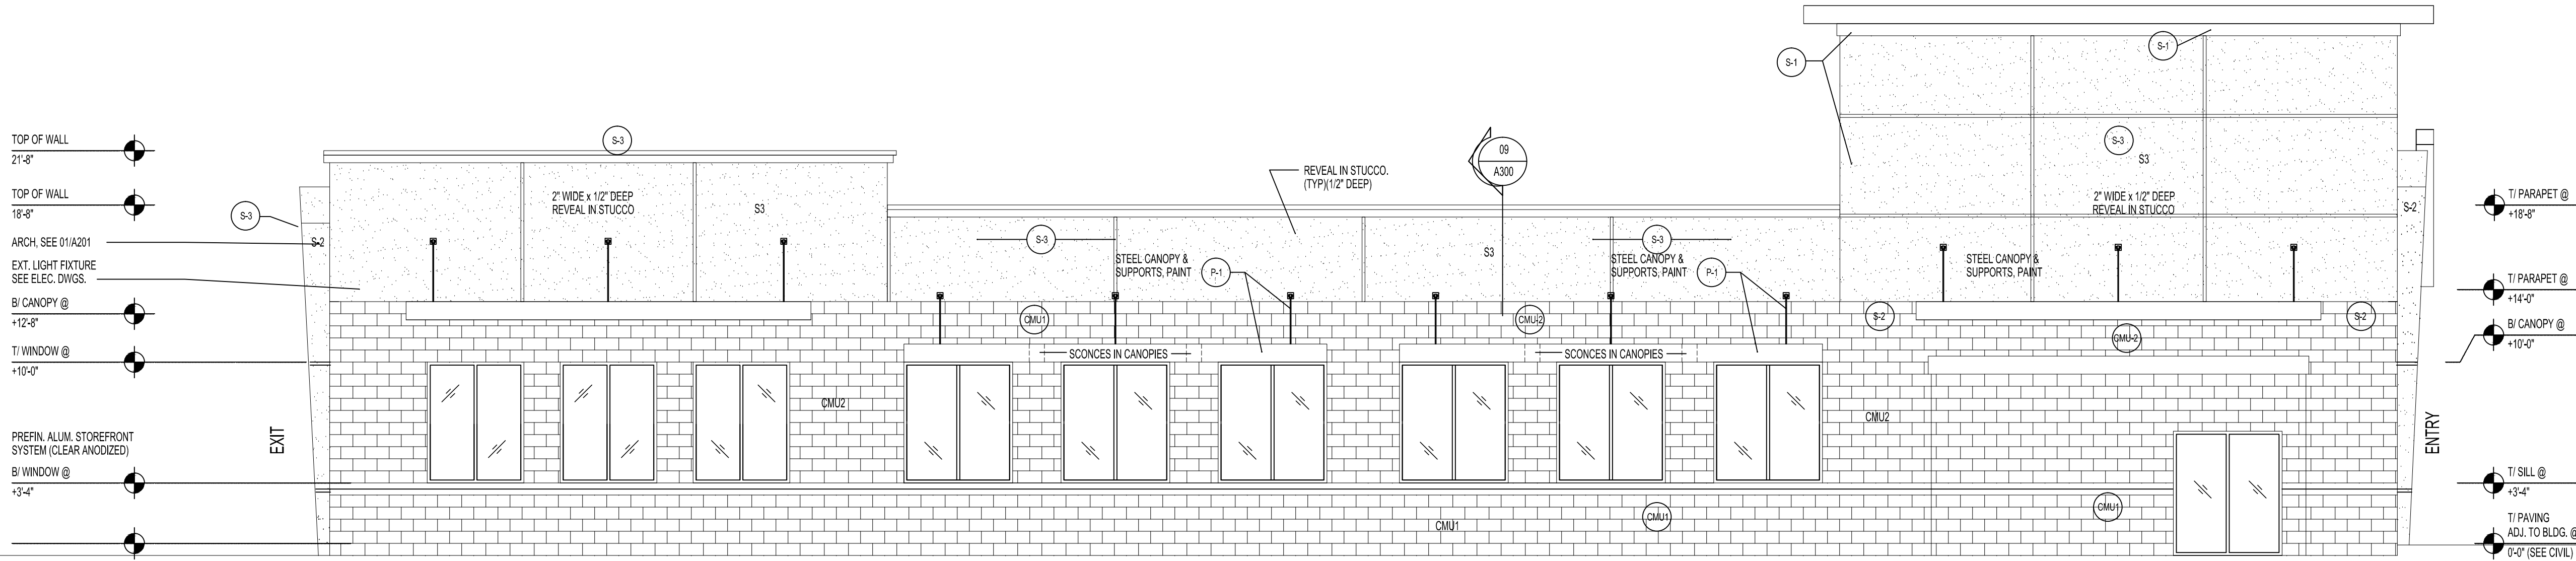 TOP OF WALL
21'-8"
TOP OF WALL
18'-8"
ARCH, SEE 01/A201
EXT. LIGHT FIXTURE
SEE ELEC. DWGS.
B/ CANOPY @
+12'-8"
T/ WINDOW @
+10'-0"
PREFIN. ALUM. STOREFRONT
SYSTEM (CLEAR ANODIZED)
B/ WINDOW @
+3'-4"
S-3
S-2
EXIT
S-3
2" WIDE x 1/2" DEEP
REVEAL IN STUCCO
S3
CMU2
S-3
STEEL CANOPY &
SUPPORTS, PAINT
P-1
CMU1
SCONCES IN CANOPIES
REVEAL IN STUCCO.
(TYP)(1/2" DEEP)
09
A300
S3
S-3
STEEL CANOPY &
SUPPORTS, PAINT
P-1
CMU-2
SCONCES IN CANOPIES
CMU1
CMU1
S-1
S-1
S-3
S3
2" WIDE x 1/2" DEEP
REVEAL IN STUCCO
STEEL CANOPY &
SUPPORTS, PAINT
S-2
S-2
CMU-2
CMU2
CMU1
S-2
ENTRY
T/ PARAPET @
+18'-8"
T/ PARAPET @
+14'-0"
B/ CANOPY @
+10'-0"
T/ SILL @
+3'-4"
T/ PAVING
ADJ. TO BLDG. @
0'-0" (SEE CIVIL)